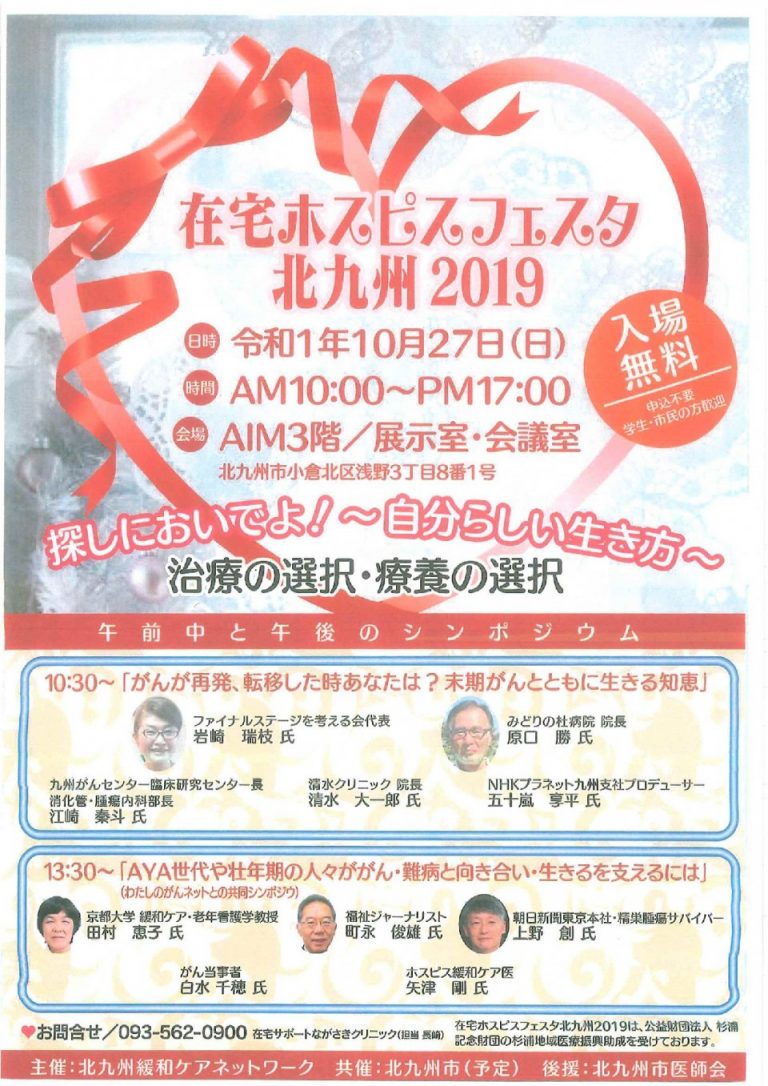 在宅ホスピスフェスタ
北九州 2019
日時 令和1年10月27日(日)
時間 AM10:00～PM17:00
会場 AIM3階／展示室・会議室
北九州市小倉北区浅野3丁目8番1号
入場
無料
申込不要
学生・市民の方歓迎
探しにおいでよ！～自分らしい生き方～
治療の選択・療養の選択
午前中と午後のシンポジウム
10:30～「がんが再発、転移した時あなたは？末期がんとともに生きる知恵」
ファイナルステージを考える会代表
岩崎 瑞枝 氏
みどりの杜病院 院長
原口 勝 氏
九州がんセンター臨床研究センター長
消化管・腫瘍内科部長
江崎 秦斗 氏
清水クリニック 院長
清水 大一郎 氏
NHKプラネット九州支社プロデューサー
五十嵐 享平 氏
13:30～「AYA世代や壮年期の人々ががん・難病と向き合い・生きるを支えるには」
(わたしのがんネットとの共同シンポジウ)
京都大学 緩和ケア・老年看護学教授
田村 恵子 氏
福祉ジャーナリスト
町永 俊雄 氏
朝日新聞東京本社・精巣腫瘍サバイバー
上野 創 氏
がん当事者
白水 千穂 氏
ホスピス緩和ケア医
矢津 剛 氏
♥お問合せ／093-562-0900 在宅サポートながさきクリニック(担当 長崎)
在宅ホスピスフェスタ北九州2019は、公益財団法人 杉浦
記念財団の杉浦地域医療振興助成を受けております。
主催：北九州緩和ケアネットワーク 共催：北九州市(予定) 後援：北九州市医師会